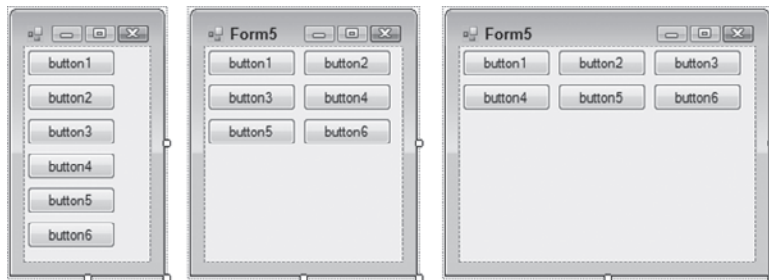 button1
button2
button3
button4
button5
button6
Form5
button1 button2
button3 button4
button5 button6
Form5
button1 button2 button3
button4 button5 button6